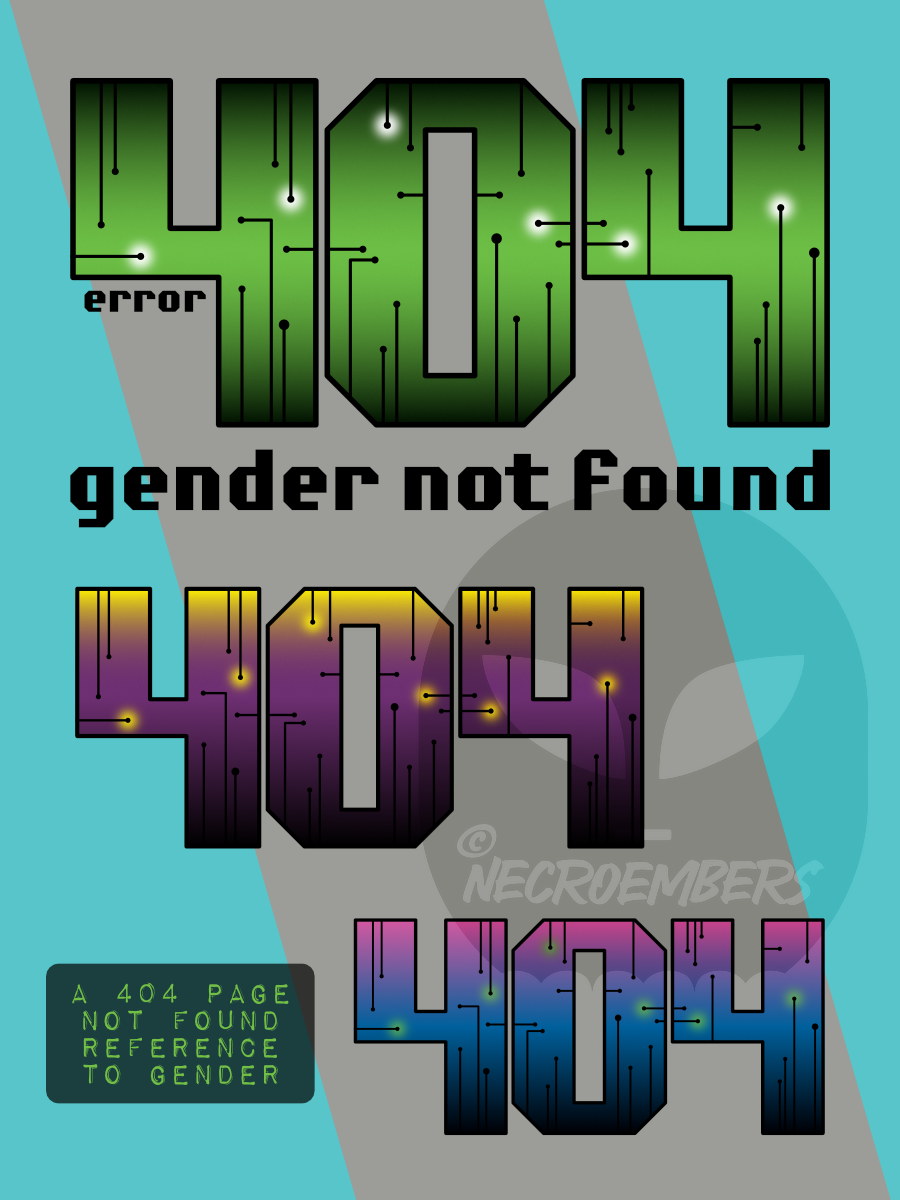 404
error
gender not found
404
©
NECROEMBERS
404
A 404 PAGE
NOT FOUND
REFERENCE
TO GENDER